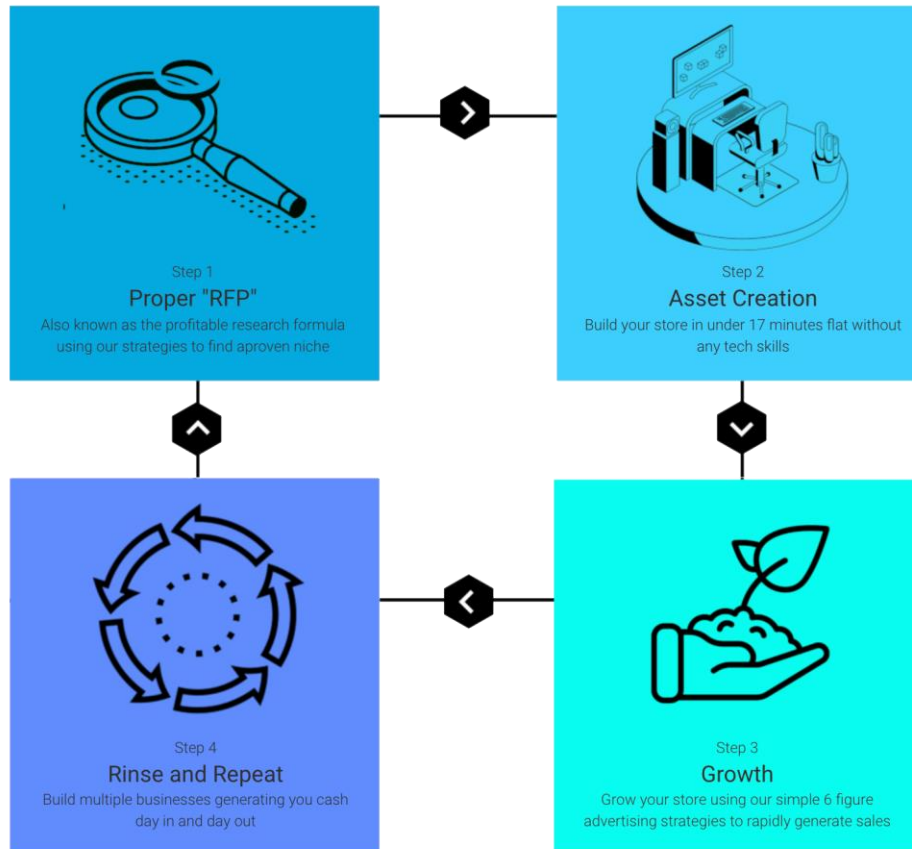 Step 1
Proper "RFP"
Also known as the profitable research formula
using our strategies to find aproven niche
Step 2
Asset Creation
Build your store in under 17 minutes flat without
any tech skills
Step 3
Growth
Grow your store using our simple 6 figure
advertising strategies to rapidly generate sales
Step 4
Rinse and Repeat
Build multiple businesses generating you cash
day in and day out